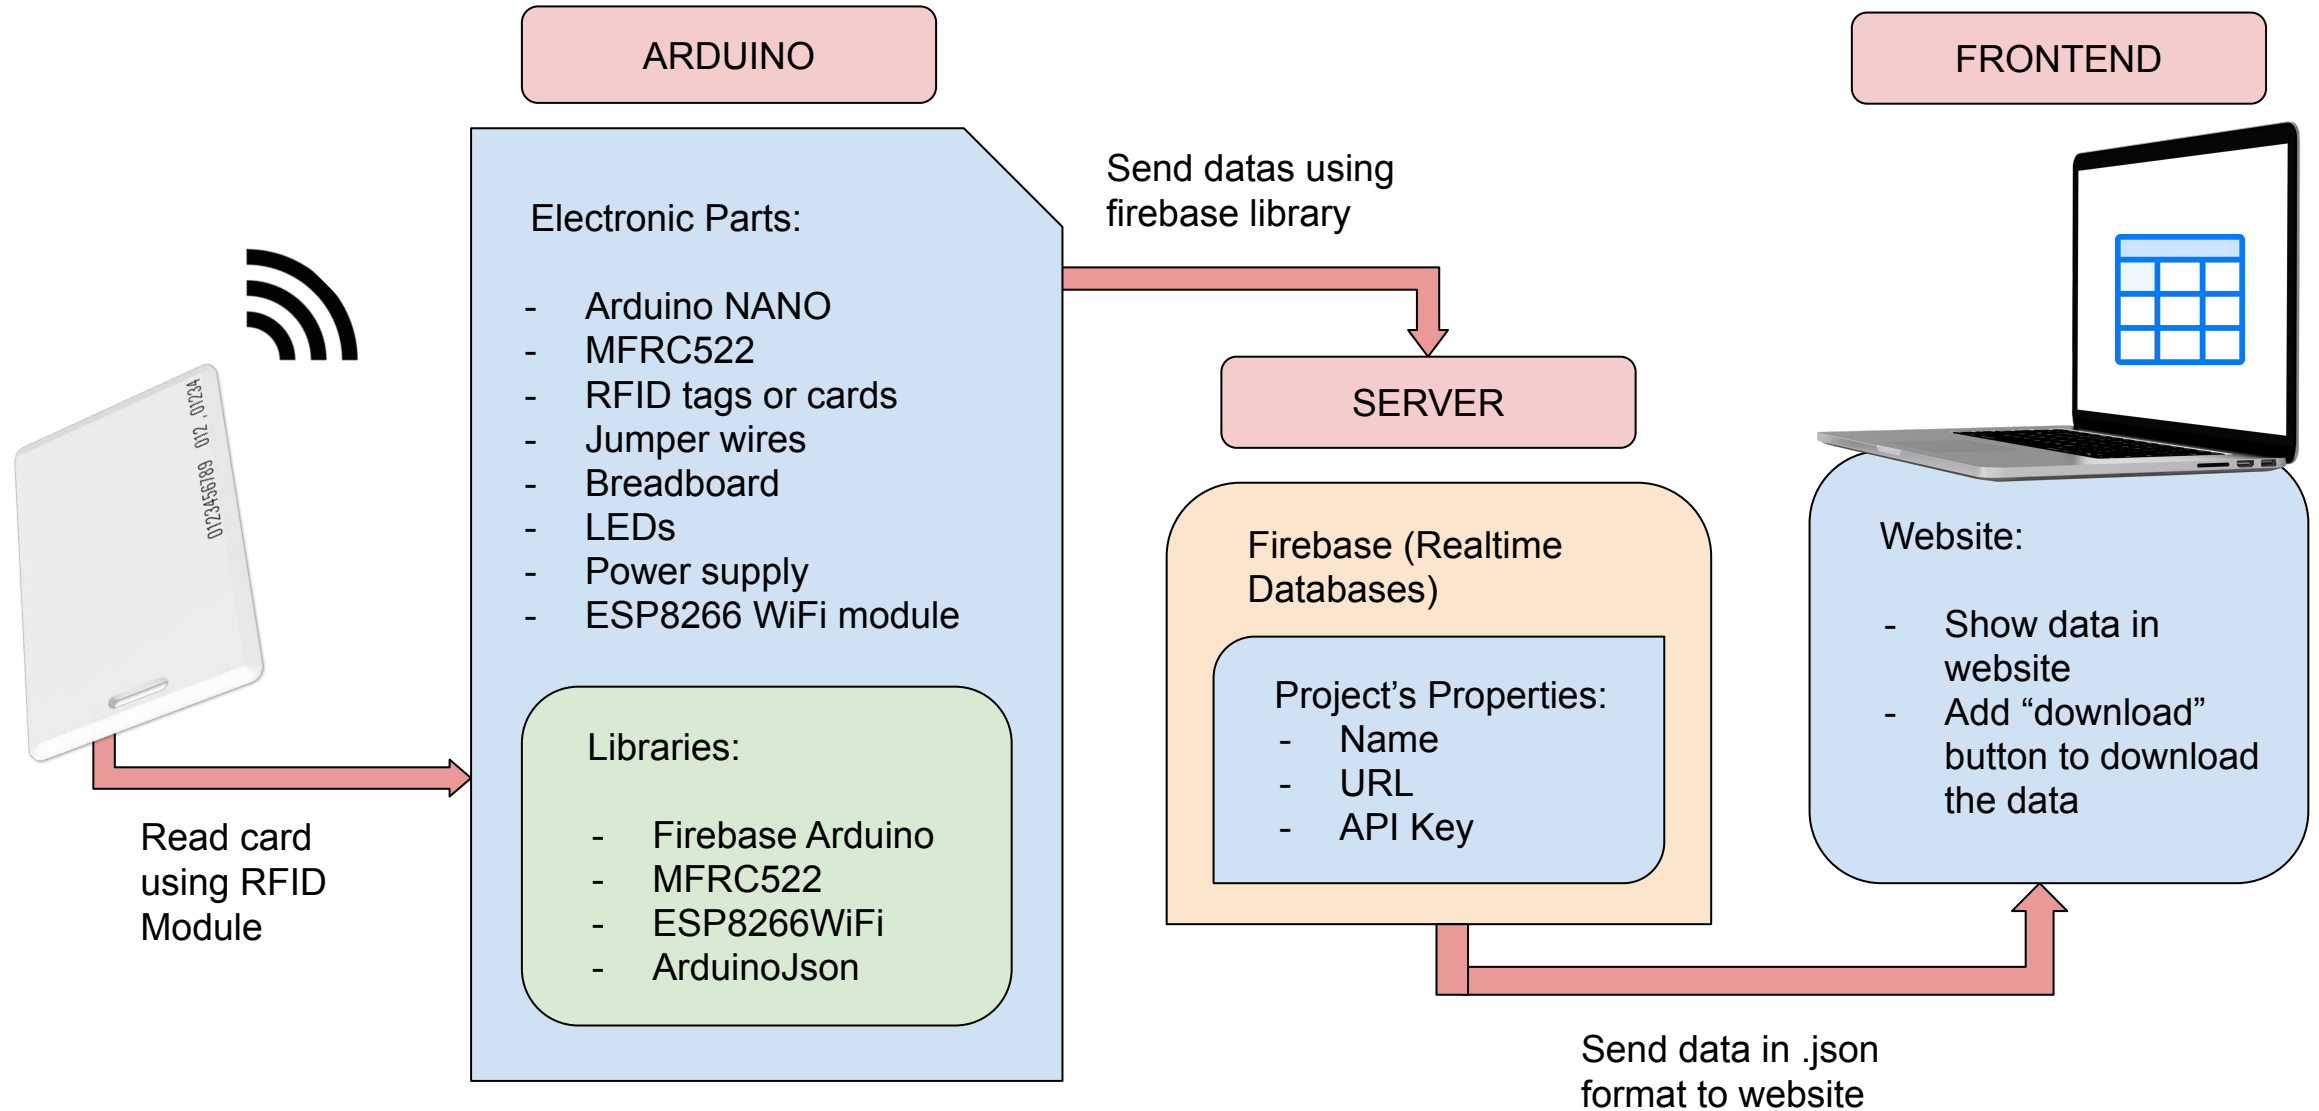 ARDUINO
FRONTEND
Send datas using
firebase library
Electronic Parts:
- Arduino NANO
- MFRC522
- RFID tags or cards
- Jumper wires
- Breadboard
- LEDs
- Power supply
- ESP8266 WiFi module
Libraries:
- Firebase Arduino
- MFRC522
- ESP8266WiFi
- ArduinoJson
0123456789 012 , 01234
Read card
using RFID
Module
SERVER
Firebase (Realtime
Databases)
Project’s Properties:
- Name
- URL
- API Key
Website:
- Show data in
website
- Add “download”
button to download
the data
Send data in .json
format to website